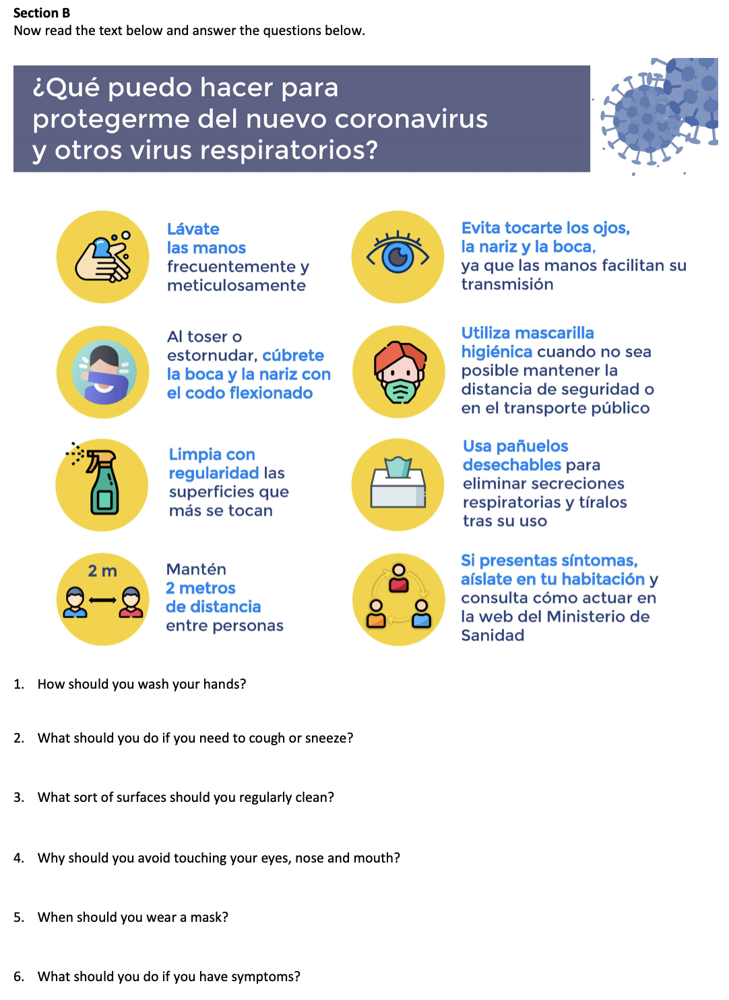 Section B
Now read the text below and answer the questions below.
¿Qué puedo hacer para
protegerme del nuevo coronavirus
y otros virus respiratorios?
Lávate
las manos
frecuentemente y
meticulosamente
Evita tocarte los ojos,
la nariz y la boca,
ya que las manos facilitan su
transmisión
Al toser o
estornudar, cúbrete
la boca y la nariz con
el codo flexionado
Utiliza mascarilla
higiénica cuando no sea
posible mantener la
distancia de seguridad o
en el transporte público
Limpia con
regularidad las
superficies que
más se tocan
Usa pañuelos
desechables para
eliminar secreciones
respiratorias y tíralos
tras su uso
2 m
Mantén
2 metros
de distancia
entre personas
Si presentas síntomas,
aíslate en tu habitación y
consulta cómo actuar en
la web del Ministerio de
Sanidad
1. How should you wash your hands?
2. What should you do if you need to cough or sneeze?
3. What sort of surfaces should you regularly clean?
4. Why should you avoid touching your eyes, nose and mouth?
5. When should you wear a mask?
6. What should you do if you have symptoms?